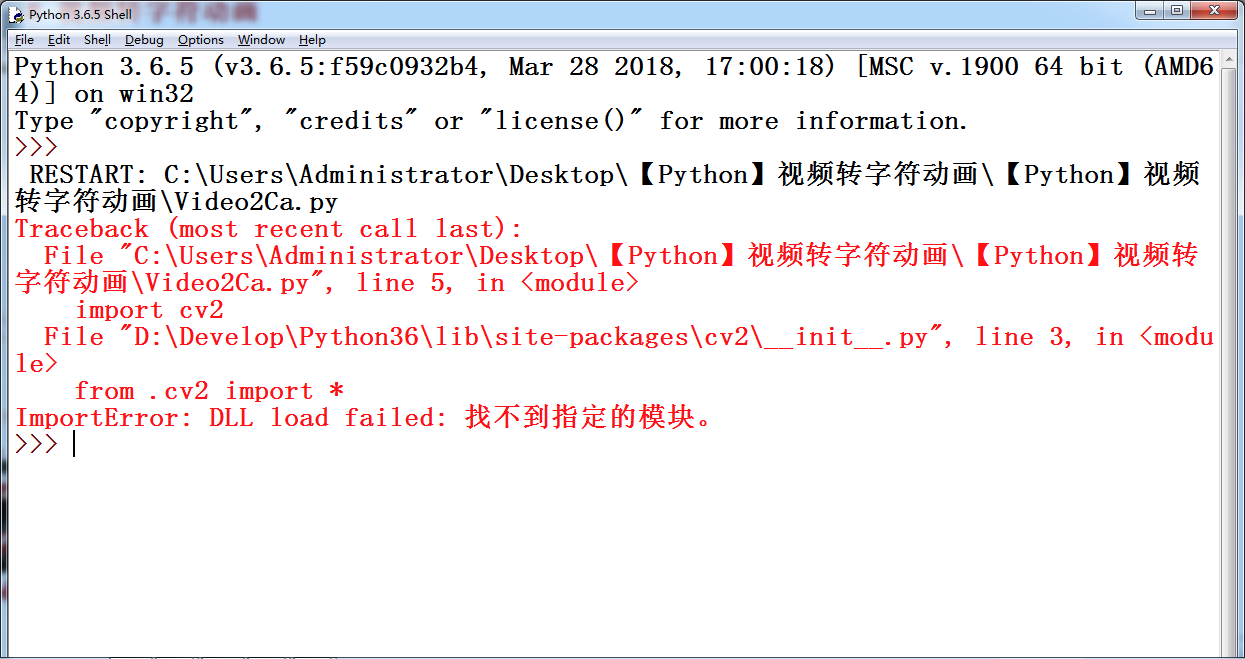 Python 3.6.5 Shell
File Edit Shell Debug Options Window Help
Python 3.6.5 (v3.6.5:f59c0932b4, Mar 28 2018, 17:00:18) [MSC v.1900 64 bit (AMD6
4)] on win32
Type "copyright", "credits" or "license()" for more information.
>>>
RESTART: C:\Users\Administrator\Desktop\【Python】视频转字符动画\【Python】视频
转字符动画\Video2Ca.py
Traceback (most recent call last):
File "C:\Users\Administrator\Desktop\【Python】视频转字符动画\【Python】视频转
字符动画\Video2Ca.py", line 5, in <module>
import cv2
File "D:\Develop\Python36\lib\site-packages\cv2\__init__.py", line 3, in <modu
le>
from .cv2 import *
ImportError: DLL load failed: 找不到指定的模块。
>>>